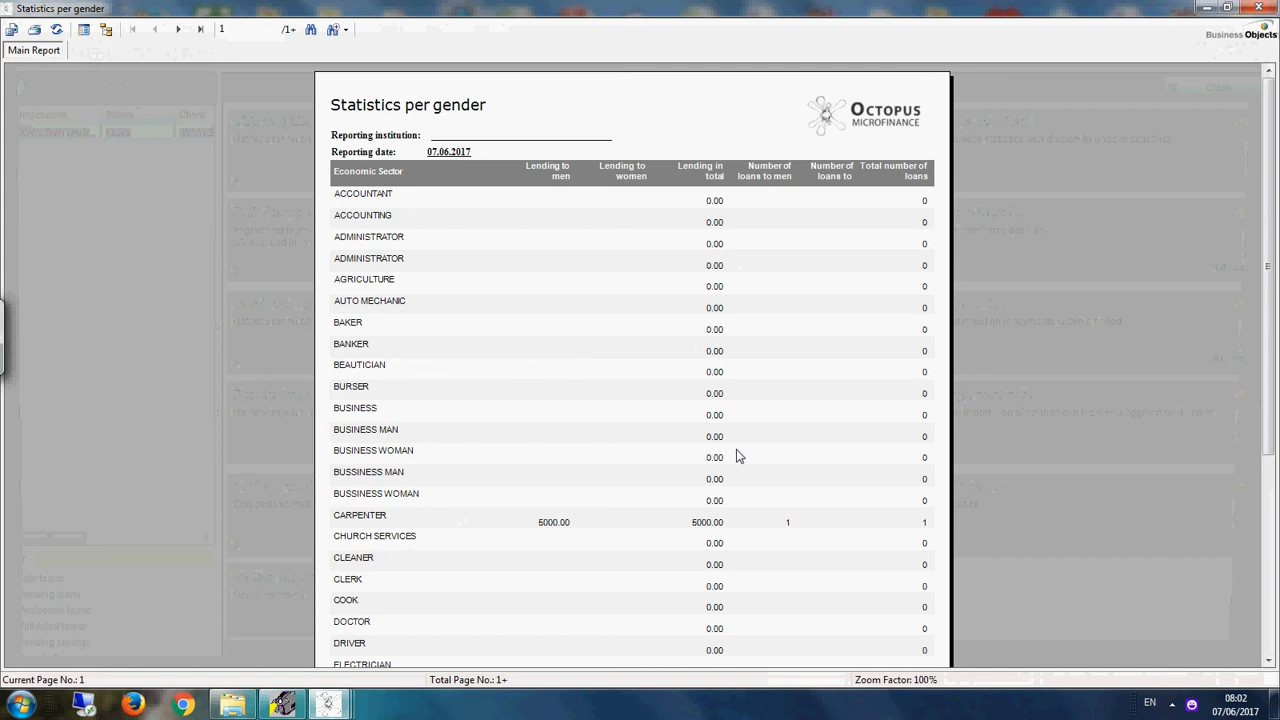 Statistics per gender
1 /1+
Business Objects
Main Report
Statistics per gender
OCTOPUS
MICROFINANCE
Reporting institution:
Reporting date: 07.06.2017
Economic Sector Lending to men Lending to women Lending in total Number of loans to men Number of loans to Total number of loans
ACCOUNTANT 0.00 0
ACCOUNTING 0.00 0
ADMINISTRATOR 0.00 0
ADMINISTRATOR 0.00 0
AGRICULTURE 0.00 0
AUTO MECHANIC 0.00 0
BAKER 0.00 0
BANKER 0.00 0
BEAUTICIAN 0.00 0
BURSER 0.00 0
BUSINESS 0.00 0
BUSINESS MAN 0.00 0
BUSINESS WOMAN 0.00 0
BUSSINESS MAN 0.00 0
BUSSINESS WOMAN 0.00 0
CARPENTER 5000.00 5000.00 1 1
CHURCH SERVICES 0.00 0
CLEANER 0.00 0
CLERK 0.00 0
COOK 0.00 0
DOCTOR 0.00 0
DRIVER 0.00 0
ELECTRICIAN
Current Page No.: 1 Total Page No.: 1+ Zoom Factor: 100%
EN 08:02
07/06/2017